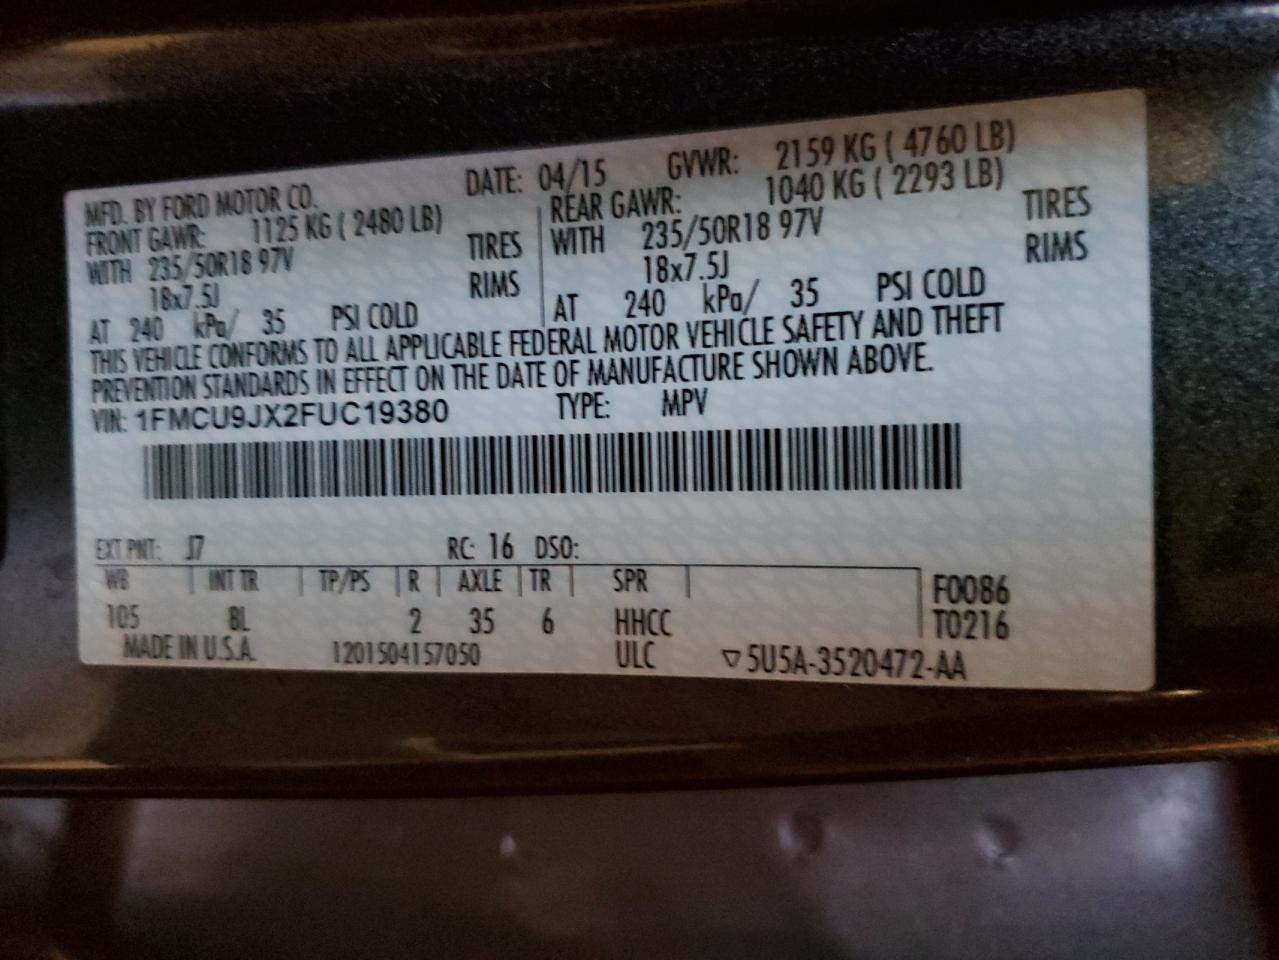 MFD. BY FORD MOTOR CO. DATE: 04/15 GVWR: 2159 KG ( 4760 LB)
FRONT GAWR: 1125 KG ( 2480 LB) REAR GAWR: 1040 KG ( 2293 LB)
WITH 235/50R18 97V TIRES WITH 235/50R18 97V TIRES
18x7.5J RIMS 18x7.5J RIMS
AT 240 kPa/ 35 PSI COLD AT 240 kPa/ 35 PSI COLD
THIS VEHICLE CONFORMS TO ALL APPLICABLE FEDERAL MOTOR VEHICLE SAFETY AND THEFT
PREVENTION STANDARDS IN EFFECT ON THE DATE OF MANUFACTURE SHOWN ABOVE.
VIN: 1FMCU9JX2FUC19380 TYPE: MPV
EXT PNT: J7 RC: 16 DSO:
WB INT TR TP/PS R AXLE TR SPR F0086
105 8L 2 35 6 HHCC T0216
MADE IN U.S.A. 1201504157050 ULC ▽5U5A-3520472-AA